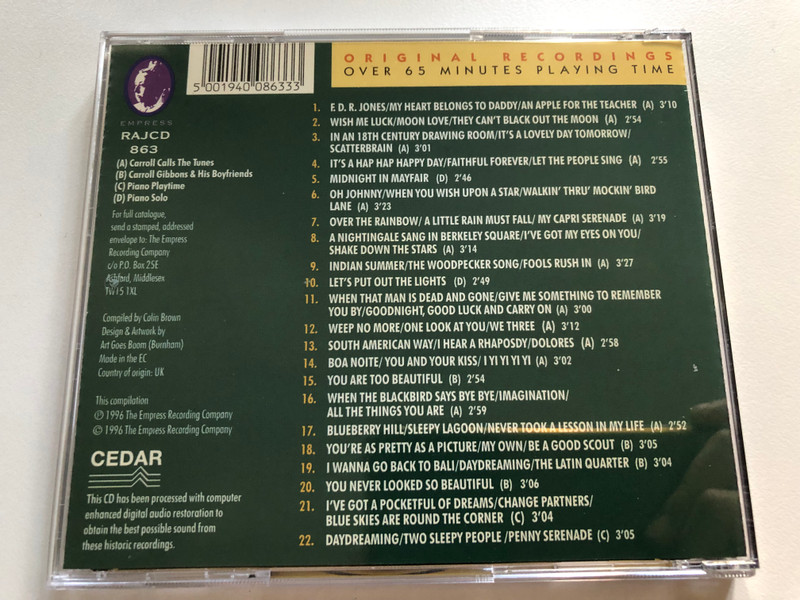 5 001940 086333
EMPRESS
RAJCD
863
(A) Carroll Calls The Tunes
(B) Carroll Gibbons & His Boyfriends
(C) Piano Playtime
(D) Piano Solo
For full catalogue,
send a stamped, addressed
envelope to: The Empress
Recording Company
c/o P.O. Box 25E
Ashford, Middlesex
TW15 1XL
Compiled by Colin Brown
Design & Artwork by
Art Goes Boom (Burnham)
Made in the EC
Country of origin: UK
This compilation
℗ 1996 The Empress Recording Company
© 1996 The Empress Recording Company
CEDAR
This CD has been processed with computer
enhanced digital audio restoration to
obtain the best possible sound from
these historic recordings.
ORIGINAL RECORDINGS
OVER 65 MINUTES PLAYING TIME
1. F. D. R. JONES/MY HEART BELONGS TO DADDY/AN APPLE FOR THE TEACHER (A) 3'10
2. WISH ME LUCK/MOON LOVE/THEY CAN'T BLACK OUT THE MOON (A) 2'54
3. IN AN 18TH CENTURY DRAWING ROOM/IT'S A LOVELY DAY TOMORROW/
SCATTERBRAIN (A) 3'01
4. IT'S A HAP HAP HAPPY DAY/FAITHFUL FOREVER/LET THE PEOPLE SING (A) 2'55
5. MIDNIGHT IN MAYFAIR (D) 2'46
6. OH JOHNNY/WHEN YOU WISH UPON A STAR/WALKIN' THRU' MOCKIN' BIRD
LANE (A) 3'23
7. OVER THE RAINBOW/ A LITTLE RAIN MUST FALL/ MY CAPRI SERENADE (A) 3'19
8. A NIGHTINGALE SANG IN BERKELEY SQUARE/I'VE GOT MY EYES ON YOU/
SHAKE DOWN THE STARS (A) 3'14
9. INDIAN SUMMER/THE WOODPECKER SONG/FOOLS RUSH IN (A) 3'27
10. LET'S PUT OUT THE LIGHTS (D) 2'49
11. WHEN THAT MAN IS DEAD AND GONE/GIVE ME SOMETHING TO REMEMBER
YOU BY/GOODNIGHT, GOOD LUCK AND CARRY ON (A) 3'00
12. WEEP NO MORE/ONE LOOK AT YOU/WE THREE (A) 3'12
13. SOUTH AMERICAN WAY/I HEAR A RHAPOSDY/DOLORES (A) 2'58
14. BOA NOITE/ YOU AND YOUR KISS/ I YI YI YI YI (A) 3'02
15. YOU ARE TOO BEAUTIFUL (B) 2'54
16. WHEN THE BLACKBIRD SAYS BYE BYE/IMAGINATION/
ALL THE THINGS YOU ARE (A) 2'59
17. BLUEBERRY HILL/SLEEPY LAGOON/NEVER TOOK A LESSON IN MY LIFE (A) 2'52
18. YOU'RE AS PRETTY AS A PICTURE/MY OWN/BE A GOOD SCOUT (B) 3'05
19. I WANNA GO BACK TO BALI/DAYDREAMING/THE LATIN QUARTER (B) 3'04
20. YOU NEVER LOOKED SO BEAUTIFUL (B) 3'06
21. I'VE GOT A POCKETFUL OF DREAMS/CHANGE PARTNERS/
BLUE SKIES ARE ROUND THE CORNER (C) 3'04
22. DAYDREAMING/TWO SLEEPY PEOPLE /PENNY SERENADE (C) 3'05